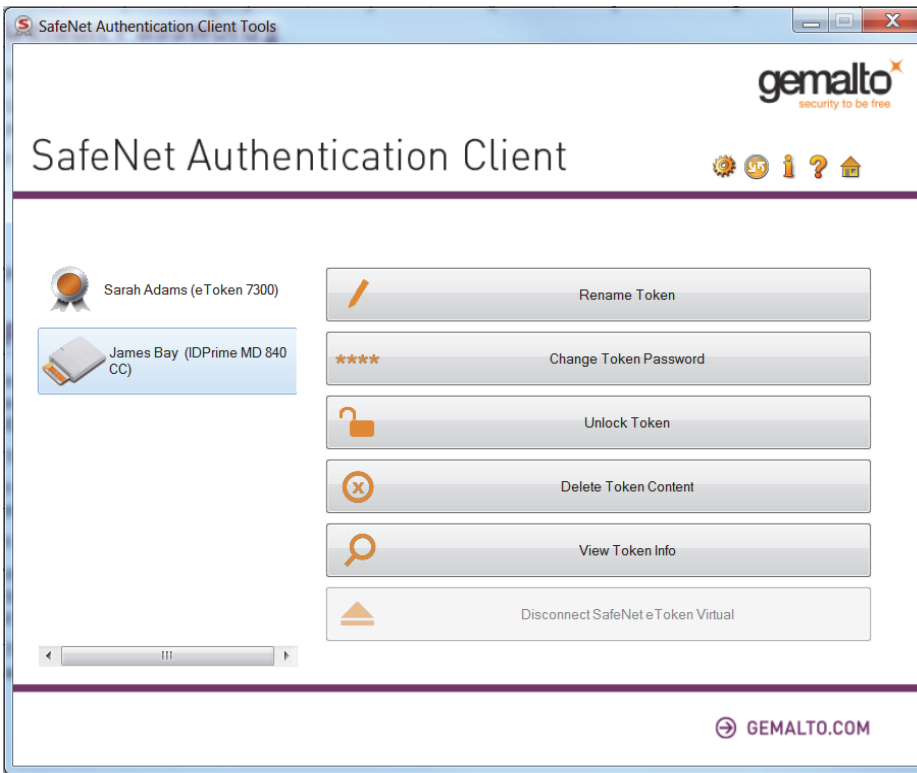 SafeNet Authentication Client Tools
gemalto
security to be free
SafeNet Authentication Client
Sarah Adams (eToken 7300)
James Bay (IDPrime MD 840
CC)
Rename Token
**** Change Token Password
Unlock Token
Delete Token Content
View Token Info
Disconnect SafeNet eToken Virtual
GEMALTO.COM